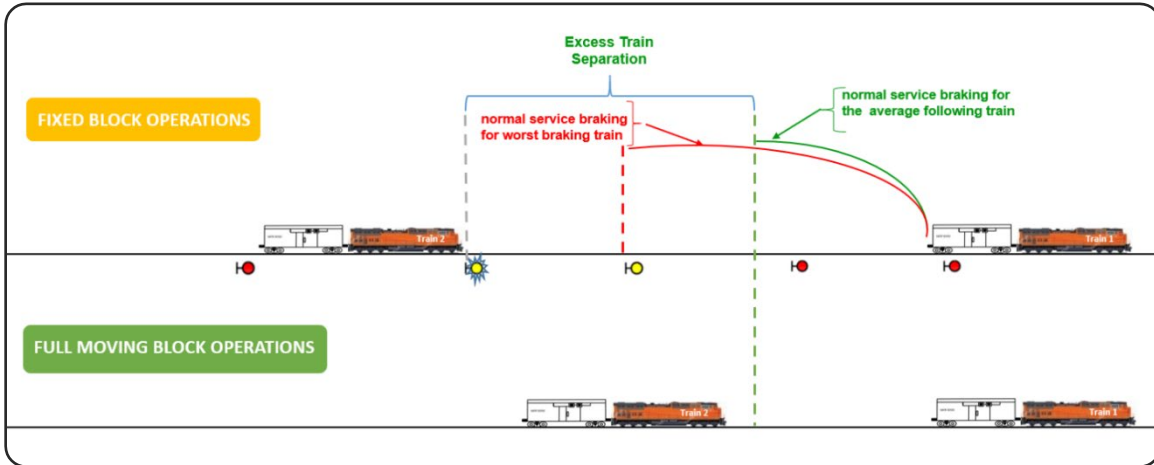 Excess Train
Separation
FIXED BLOCK OPERATIONS
normal service braking
for worst braking train
normal service braking for
the average following train
Train 2
Train 1
FULL MOVING BLOCK OPERATIONS
Train 2
Train 1